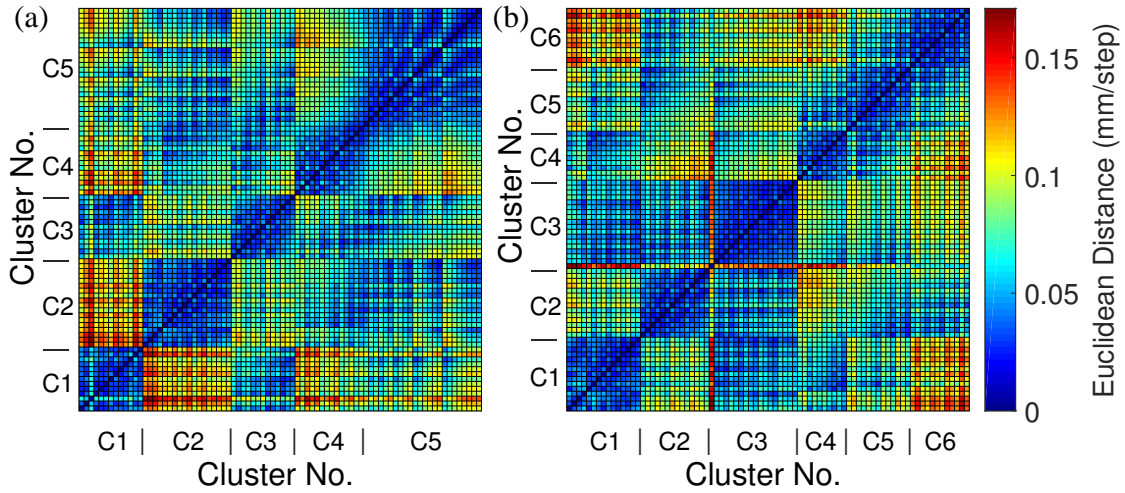 (a)
C5
C4
C3
C2
C1
Cluster No.
C1 | C2 | C3 | C4 | C5
Cluster No.
(b)
C6
C5
C4
C3
C2
C1
Cluster No.
C1 | C2 | C3 | C4 | C5 | C6
Cluster No.
0.15
0.1
0.05
0
Euclidean Distance (mm/step)